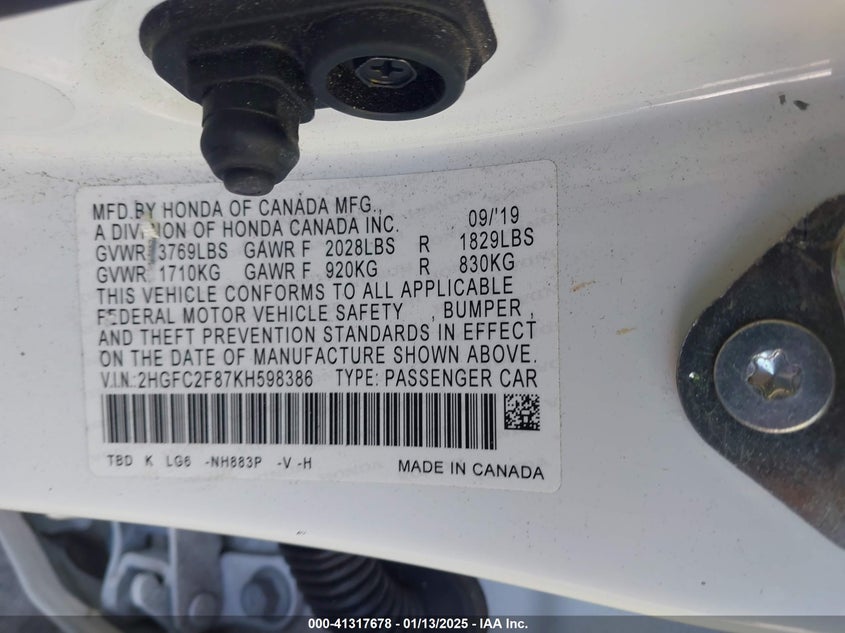 MFD.BY HONDA OF CANADA MFG.,
A DIVISION OF HONDA CANADA INC. 09/'19
GVWR 3769LBS GAWR F 2028LBS R 1829LBS
GVWR 1710KG GAWR F 920KG R 830KG
THIS VEHICLE CONFORMS TO ALL APPLICABLE
FEDERAL MOTOR VEHICLE SAFETY , BUMPER ,
AND THEFT PREVENTION STANDARDS IN EFFECT
ON THE DATE OF MANUFACTURE SHOWN ABOVE.
V.I.N.:2HGFC2F87KH598386 TYPE: PASSENGER CAR
TBD K LG6 -NH883P -V -H
MADE IN CANADA
000-41317678 - 01/13/2025 - IAA Inc.